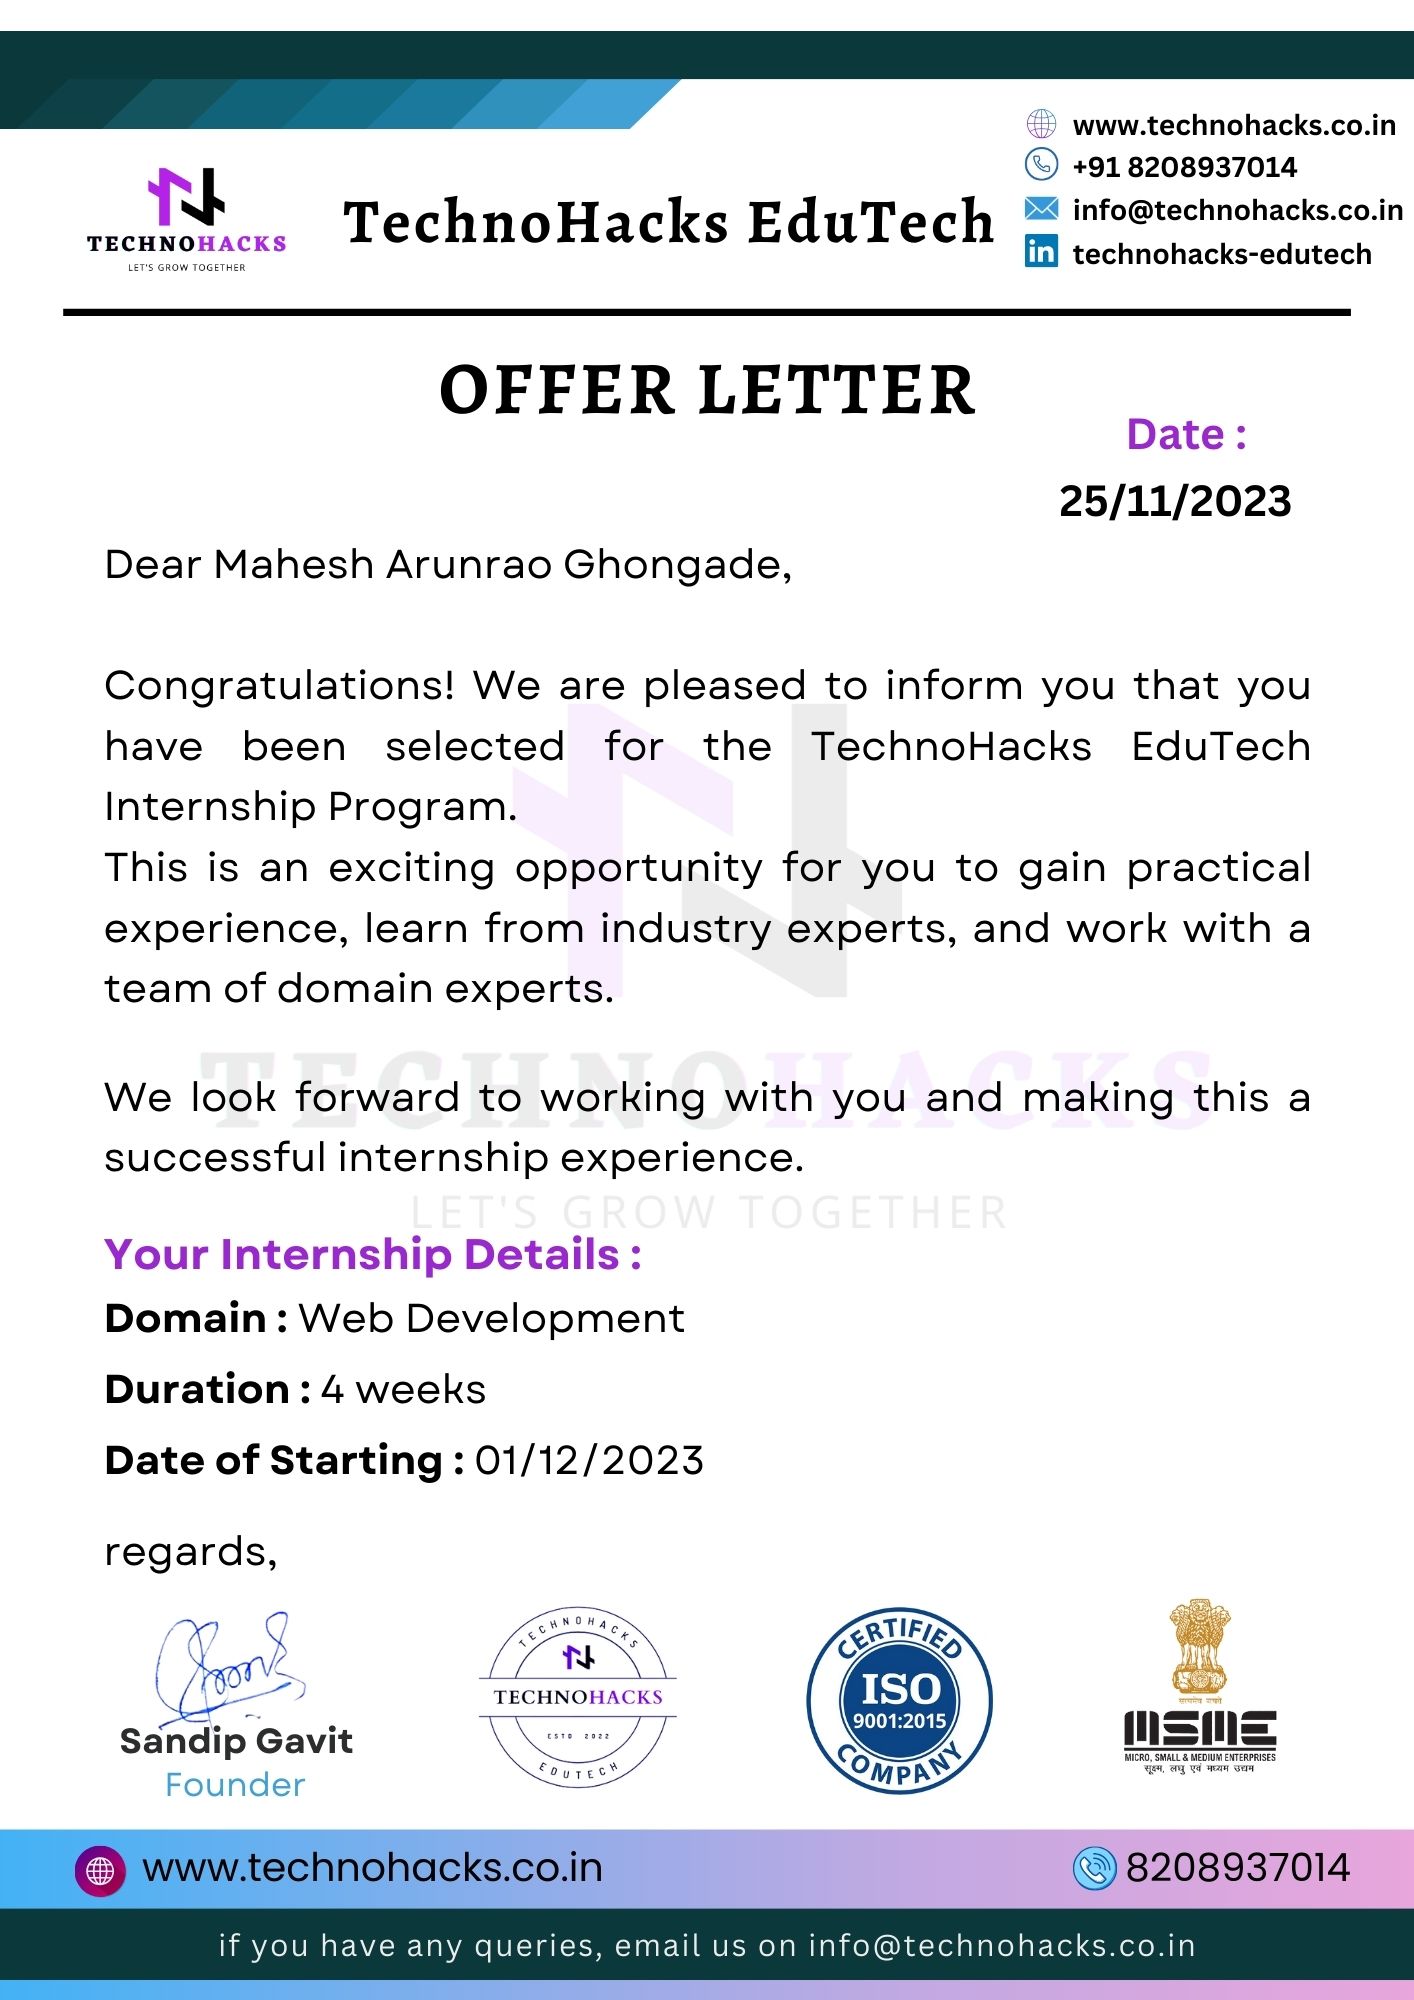 www.technohacks.co.in
+91 8208937014
info@technohacks.co.in
in technohacks-edutech
TECHNOHACKS
LET'S GROW TOGETHER
TechnoHacks EduTech
OFFER LETTER
Date :
25/11/2023
Dear Mahesh Arunrao Ghongade,
Congratulations! We are pleased to inform you that you
have been selected for the TechnoHacks EduTech
Internship Program.
This is an exciting opportunity for you to gain practical
experience, learn from industry experts, and work with a
team of domain experts.
TECHNOHACKS
We look forward to working with you and making this a
successful internship experience.
LET'S GROW TOGETHER
Your Internship Details :
Domain : Web Development
Duration : 4 weeks
Date of Starting : 01/12/2023
regards,
Sandip Gavit
Founder
TECHNOHACKS
TECHNOHACKS
ESTD 2022
EDUTECH
CERTIFIED
ISO
9001:2015
COMPANY
सत्यमेव जयते
MSME
MICRO, SMALL & MEDIUM ENTERPRISES
सूक्ष्म, लघु एवं मध्यम उद्यम
www.technohacks.co.in
8208937014
if you have any queries, email us on info@technohacks.co.in